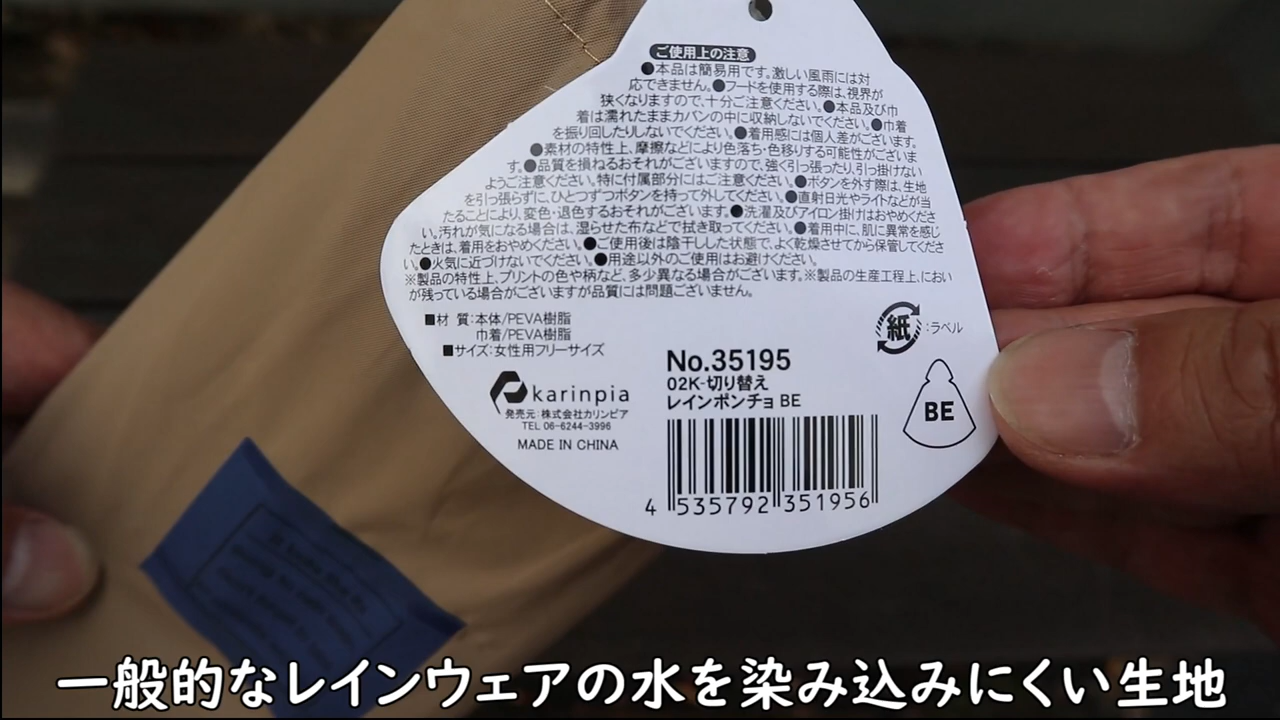 ご使用上の注意
●本品は簡易用です。激しい風雨には対
応できません。●フードを使用する際は、視界が
狭くなりますので、十分ご注意ください。●本品及び巾
着は濡れたままカバンの中に収納しないでください。●巾着
を振り回したりしないでください。●着用感には個人差がございます。
●素材の特性上、摩擦などにより色落ち・色移りする可能性がございま
す。●品質を損ねるおそれがございますので、強く引っ張ったり、引っ掛けない
ようご注意ください。特に付属部分にはご注意ください。●ボタンを外す際は、生地
を引っ張らずに、ひとつずつボタンを持って外してください。●直射日光やライトなどが当
たることにより、変色・退色するおそれがございます。●洗濯及びアイロン掛けはおやめくださ
い。汚れが気になる場合は、湿らせた布などで拭き取ってください。●着用中に、肌に異常を感じ
たときは、着用をおやめください。●ご使用後は陰干しした状態で、よく乾燥させてから保管してくださ
い。●火気に近づけないでください。●用途以外のご使用はお避けください。
※製品の特性上、プリントの色や柄など、多少異なる場合がございます。※製品の生産工程上、におい
が残っている場合がございますが品質には問題ございません。
■材 質:本体/PEVA樹脂
巾着/PEVA樹脂
■サイズ:女性用フリーサイズ
紙:ラベル
karinpia
発売元:株式会社カリンピア
TEL 06-6244-3996
MADE IN CHINA
No.35195
02K-切り替え
レインポンチョ BE
BE
4 535792 351956
一般的なレインウェアの水を染み込みにくい生地